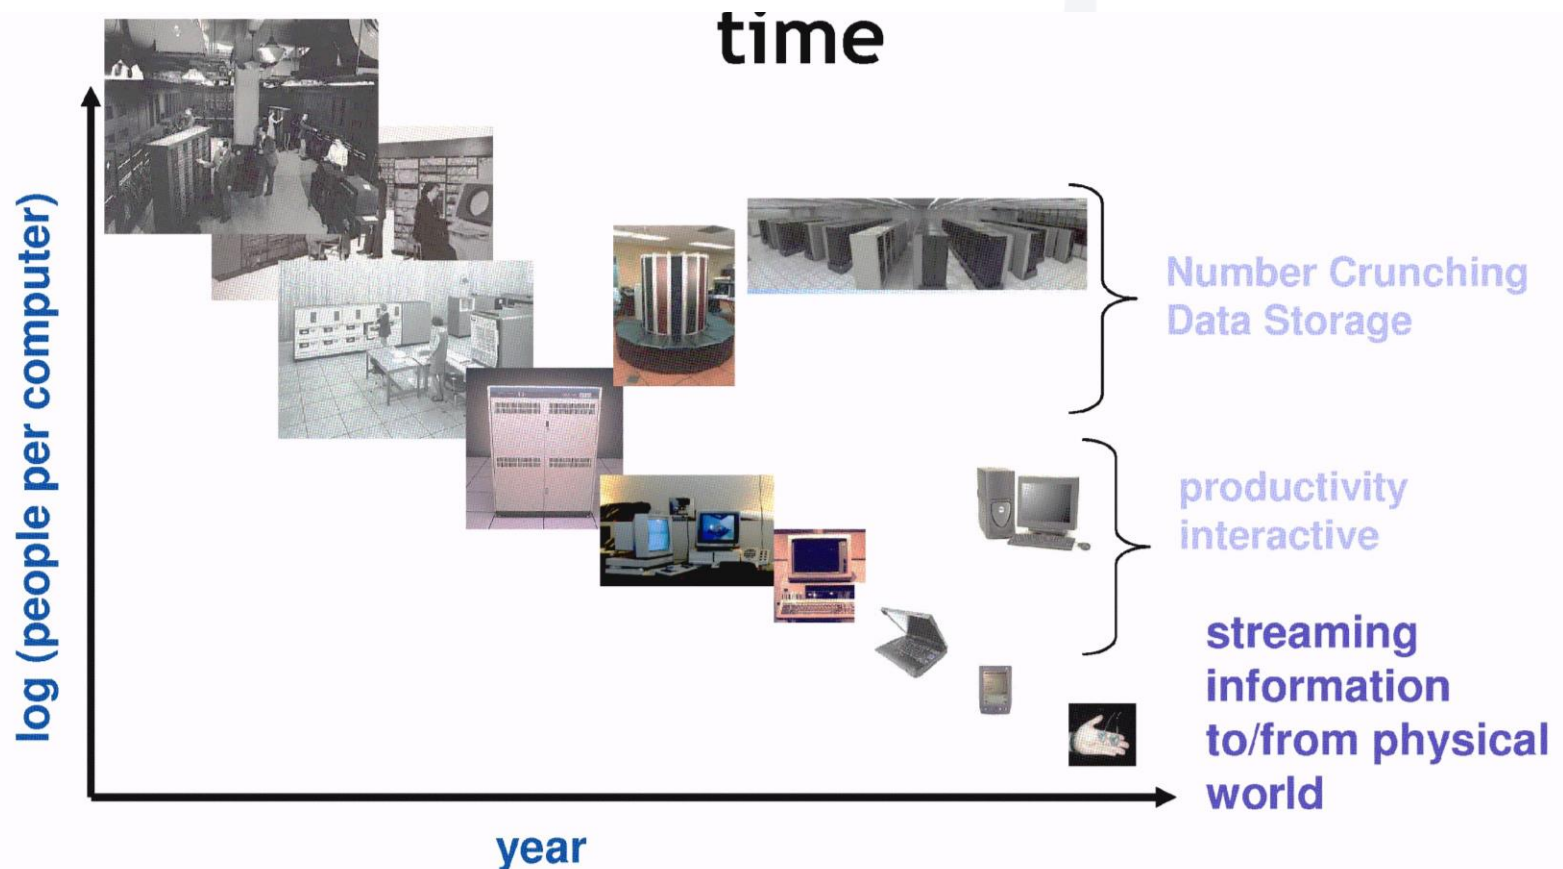 time
log (people per computer)
Number Crunching
Data Storage
productivity
interactive
streaming
information
to/from physical
world
year